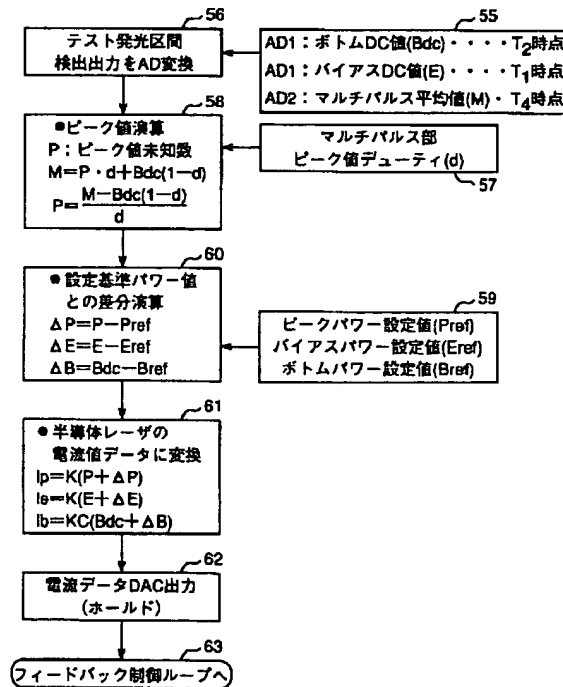 56
テスト発光区間
検出出力をAD変換
55
AD1:ボトムDC値(Bdc)・・・・T2時点
AD1:バイアスDC値(E)・・・・T1時点
AD2:マルチパルス平均値(M)・T4時点
58
●ピーク値演算
P:ピーク値未知数
M=P・d+Bdc(1-d)
P=M-Bdc(1-d)
d
マルチパルス部
ピーク値デューティ(d)
57
60
●設定基準パワー値
との差分演算
ΔP=P-Pref
ΔE=E-Eref
ΔB=Bdc-Bref
59
ピークパワー設定値(Pref)
バイアスパワー設定値(Eref)
ボトムパワー設定値(Bref)
61
●半導体レーザの
電流値データに変換
Ip=K(P+ΔP)
Ie=K(E+ΔE)
Ib=KC(Bdc+ΔB)
62
電流データDAC出力
(ホールド)
63
フィードバック制御ループへ